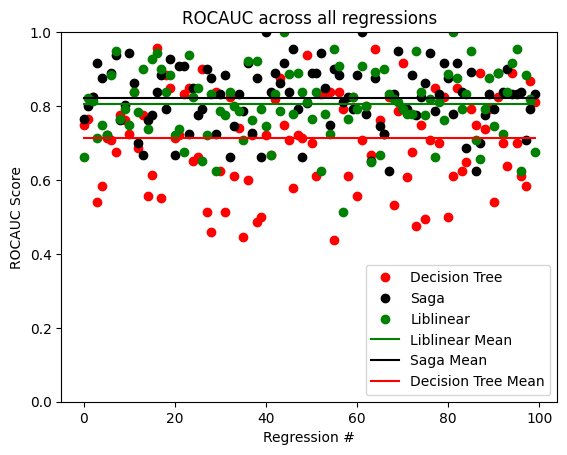 ROCAUC across all regressions
ROCAUC Score
1.0
0.8
0.6
0.4
0.2
0.0
Decision Tree
Saga
Liblinear
Liblinear Mean
Saga Mean
Decision Tree Mean
0 20 40 60 80 100
Regression #